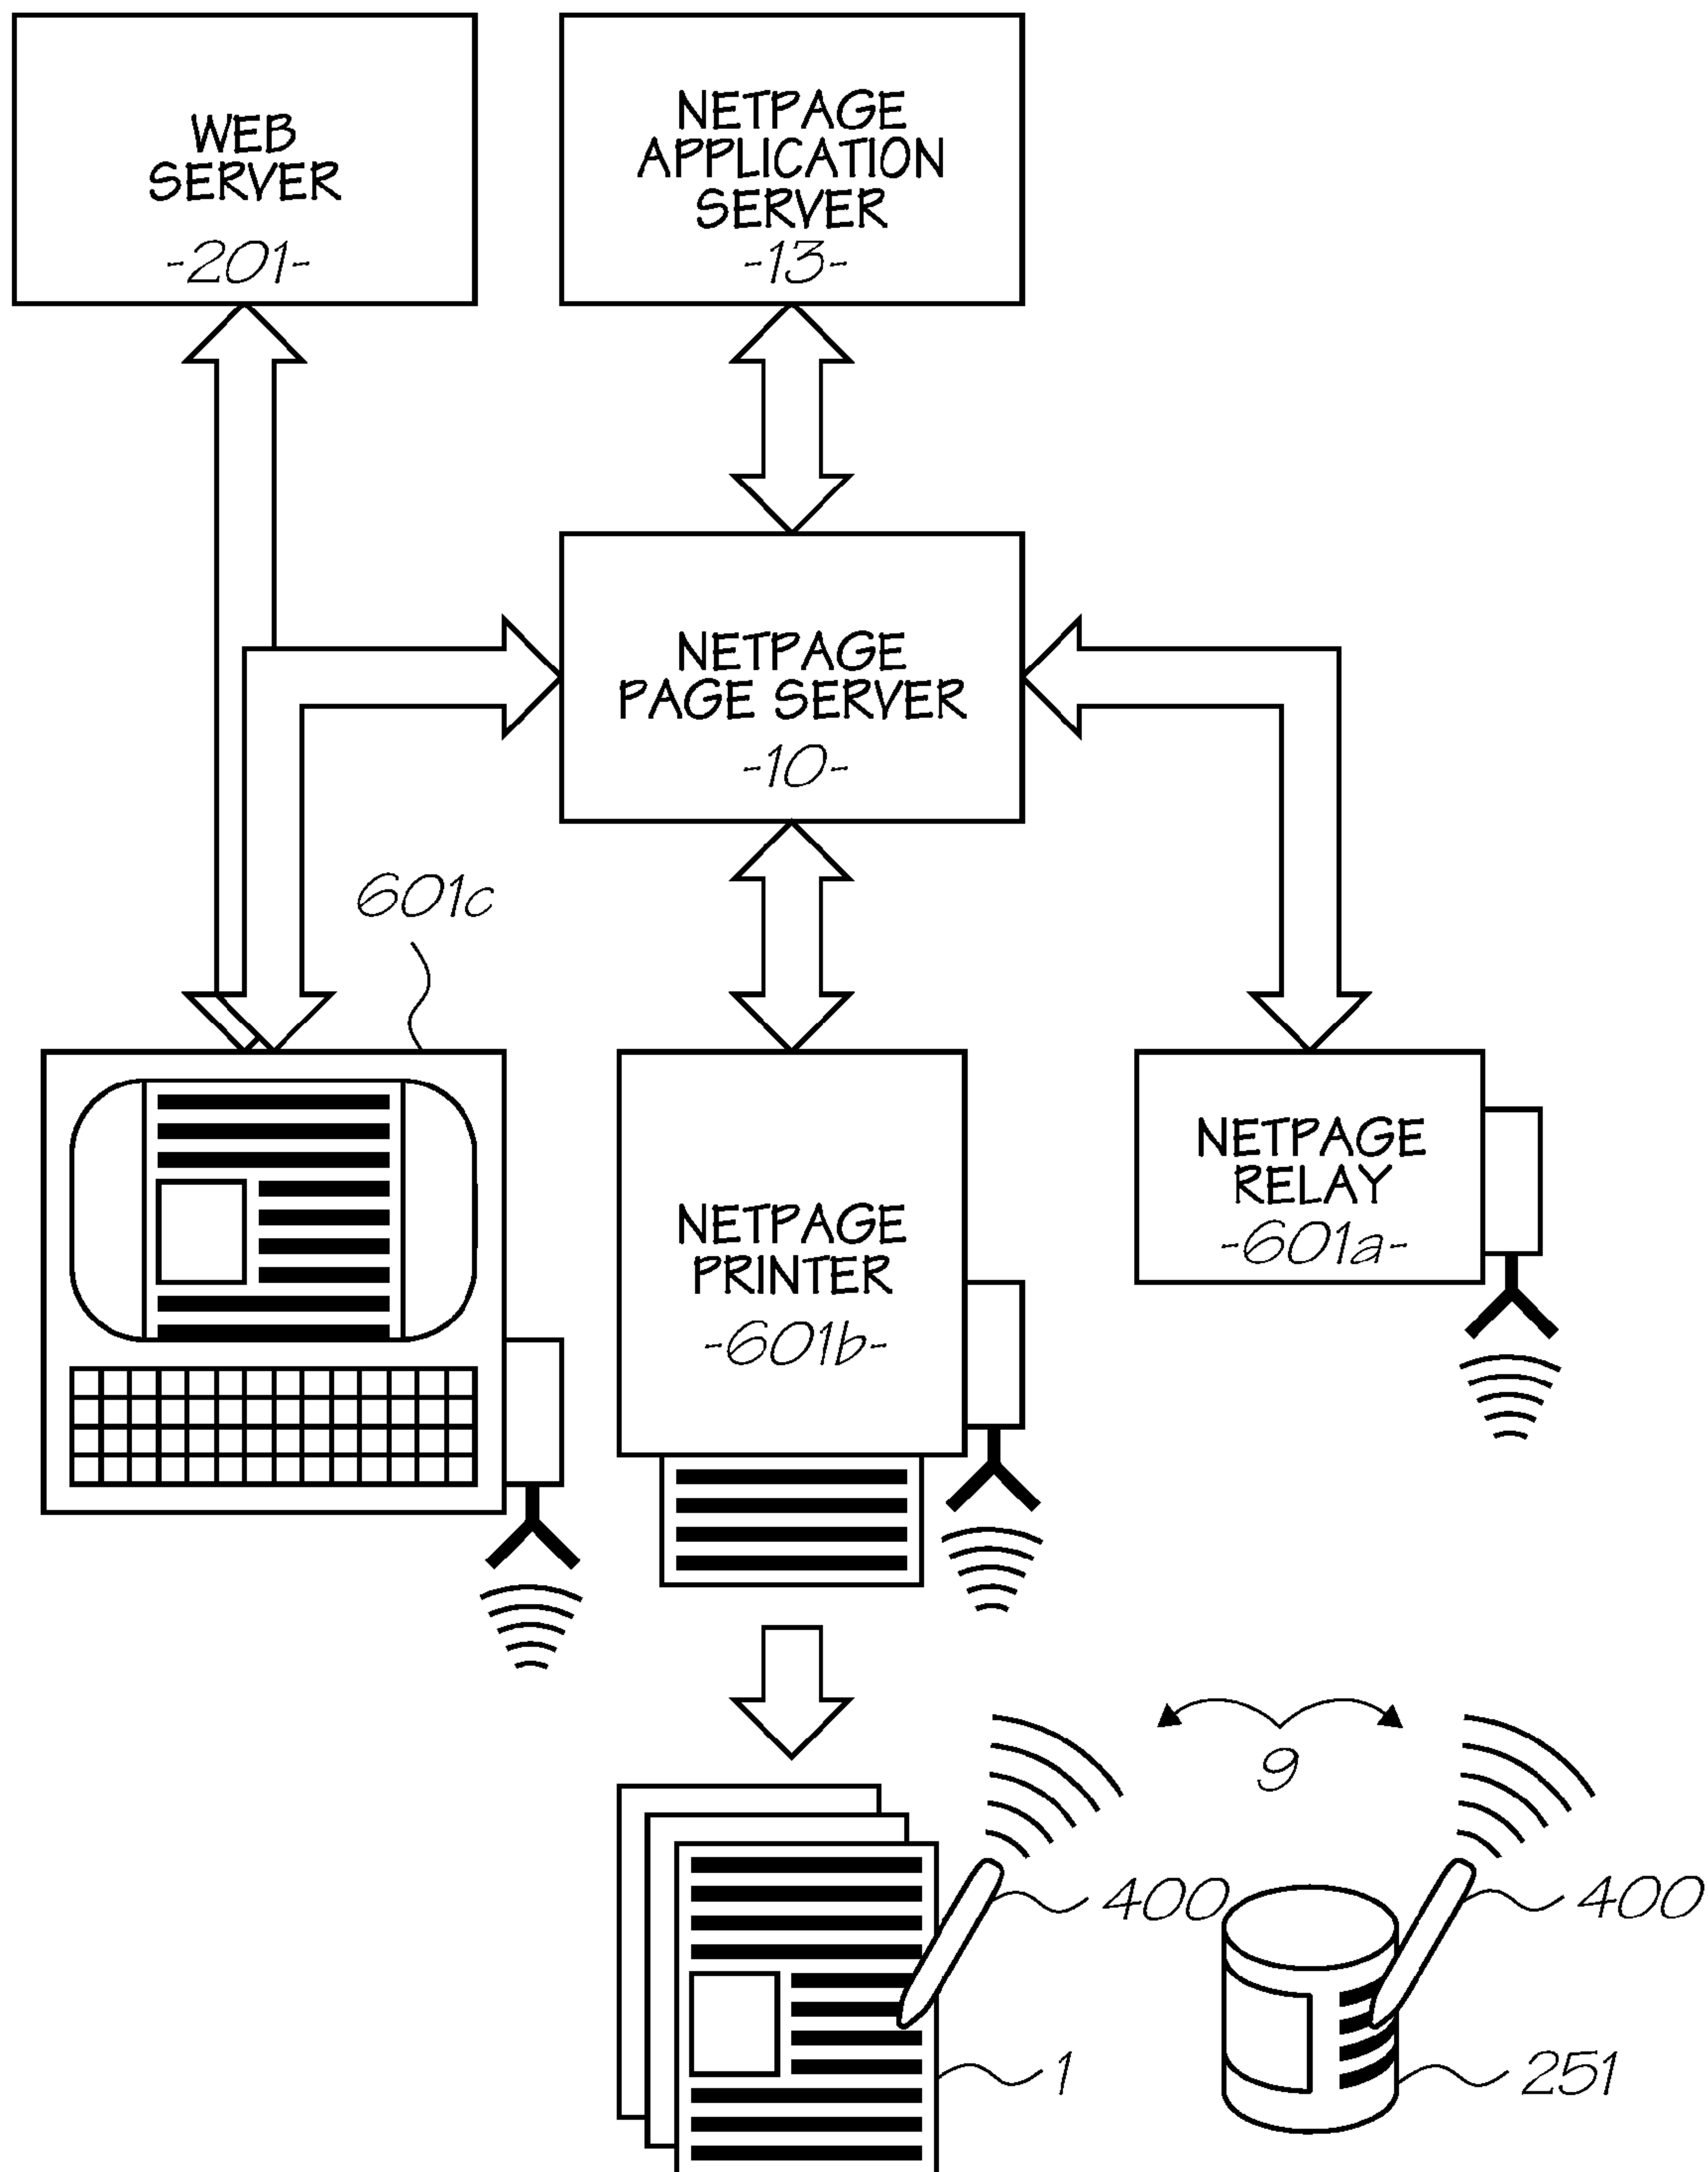 WEB
SERVER
-201-
NETPAGE
APPLICATION
SERVER
-13-
NETPAGE
PAGE SERVER
-10-
601c
NETPAGE
PRINTER
-601b-
NETPAGE
RELAY
-601a-
9
400
400
1
251